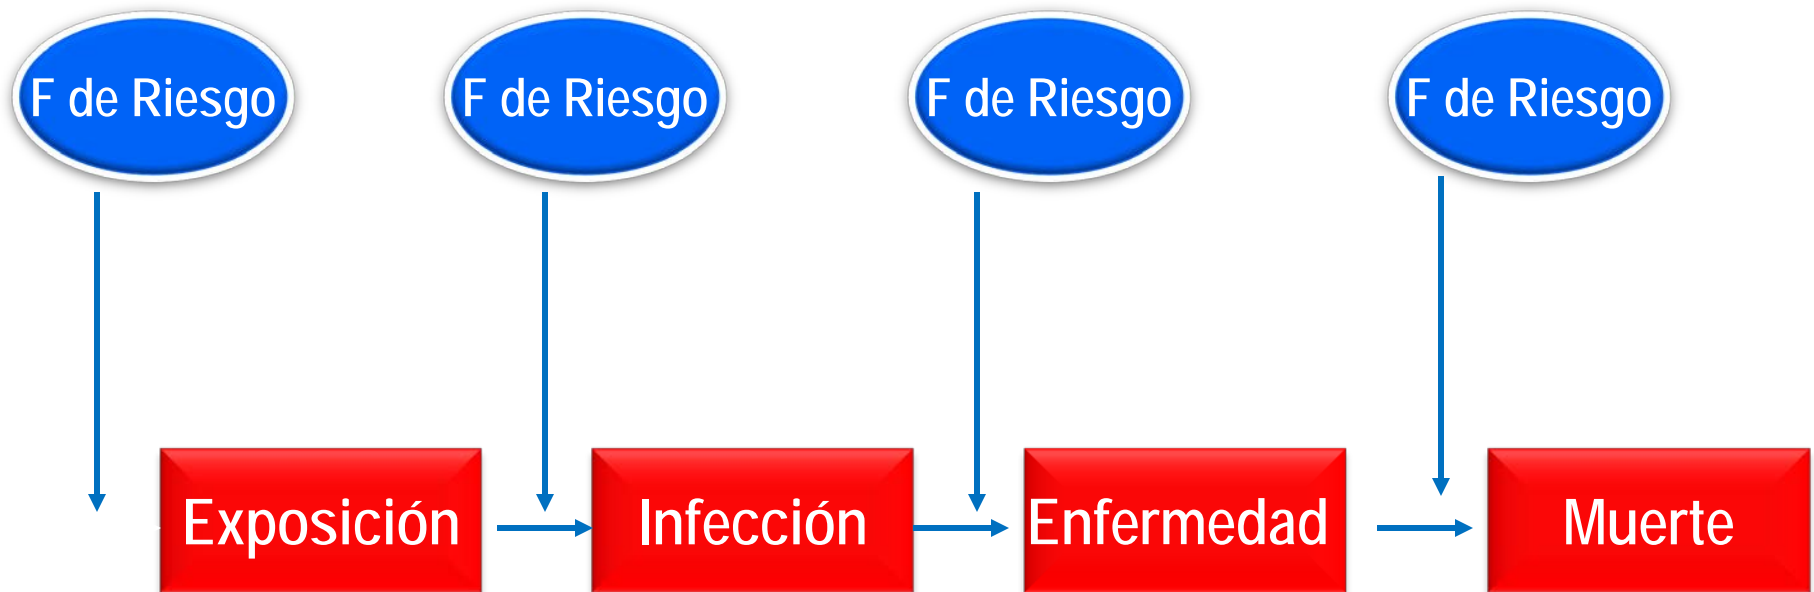 F de Riesgo
F de Riesgo
F de Riesgo
F de Riesgo
Exposición
Infección
Enfermedad
Muerte